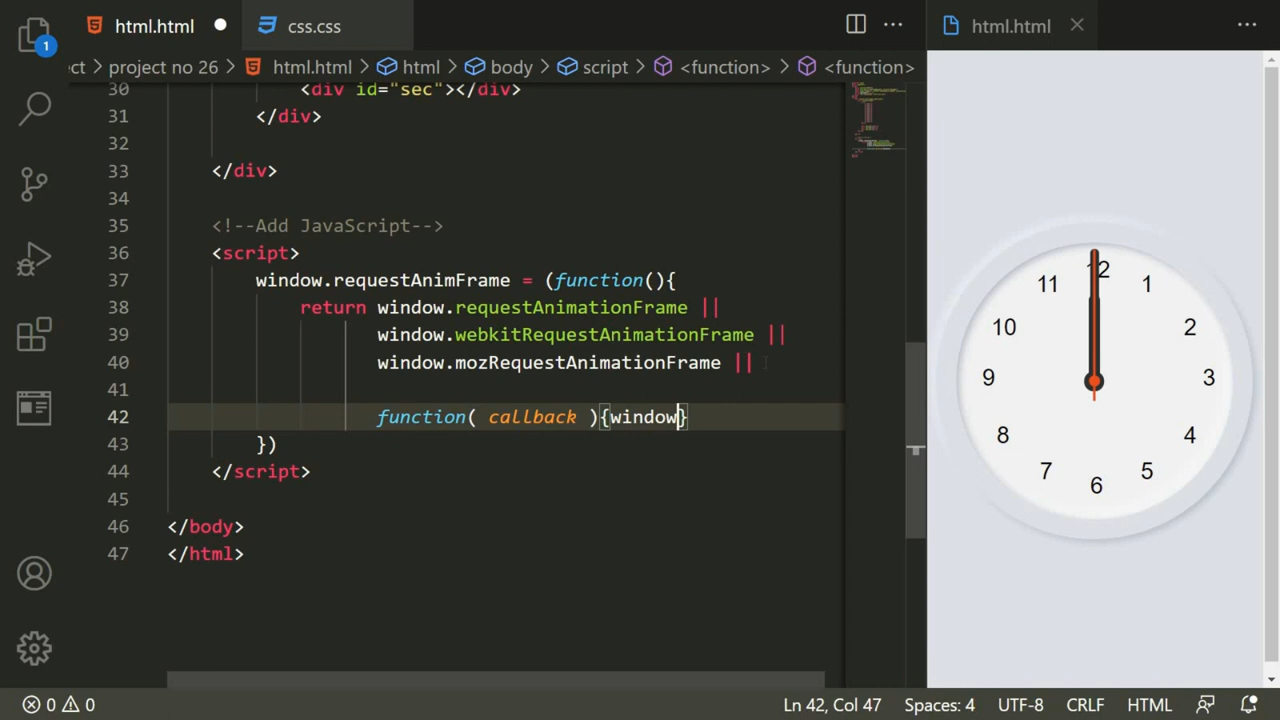 html.html
css.css
html.html
1
ct > project no 26 > html.html > html > body > script > <function> > <function>
30 <div id="sec"></div>
31 </div>
32
33 </div>
34
35 <!--Add JavaScript-->
36 <script>
37 window.requestAnimFrame = (function(){
38 return window.requestAnimationFrame ||
39 window.webkitRequestAnimationFrame ||
40 window.mozRequestAnimationFrame ||
41
42 function( callback ){window}
43 })
44 </script>
45
46 </body>
47 </html>
12
11 1
10 2
9 3
8 4
7 5
6
0 0
Ln 42, Col 47
Spaces: 4
UTF-8
CRLF
HTML